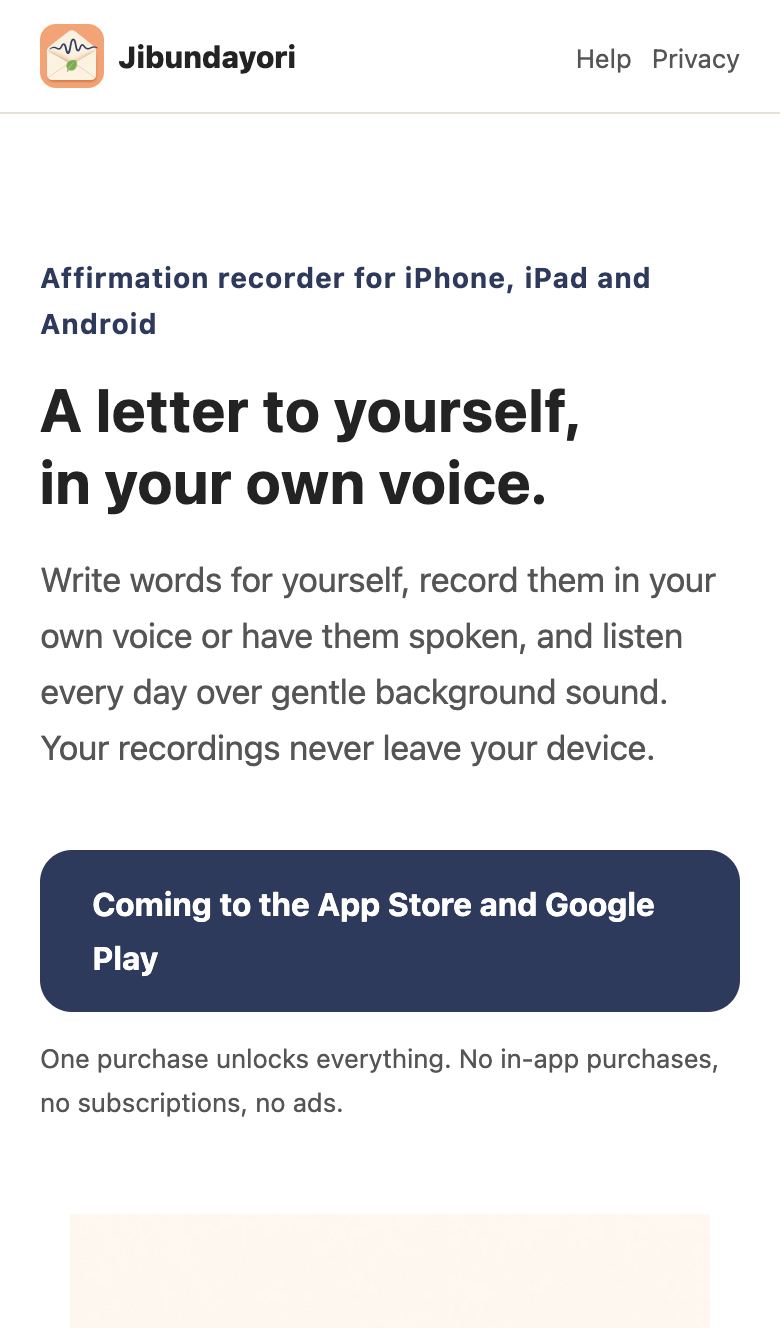 Jibundayori
Help Privacy
Affirmation recorder for iPhone, iPad and
Android
A letter to yourself,
in your own voice.
Write words for yourself, record them in your
own voice or have them spoken, and listen
every day over gentle background sound.
Your recordings never leave your device.
Coming to the App Store and Google
Play
One purchase unlocks everything. No in-app purchases,
no subscriptions, no ads.